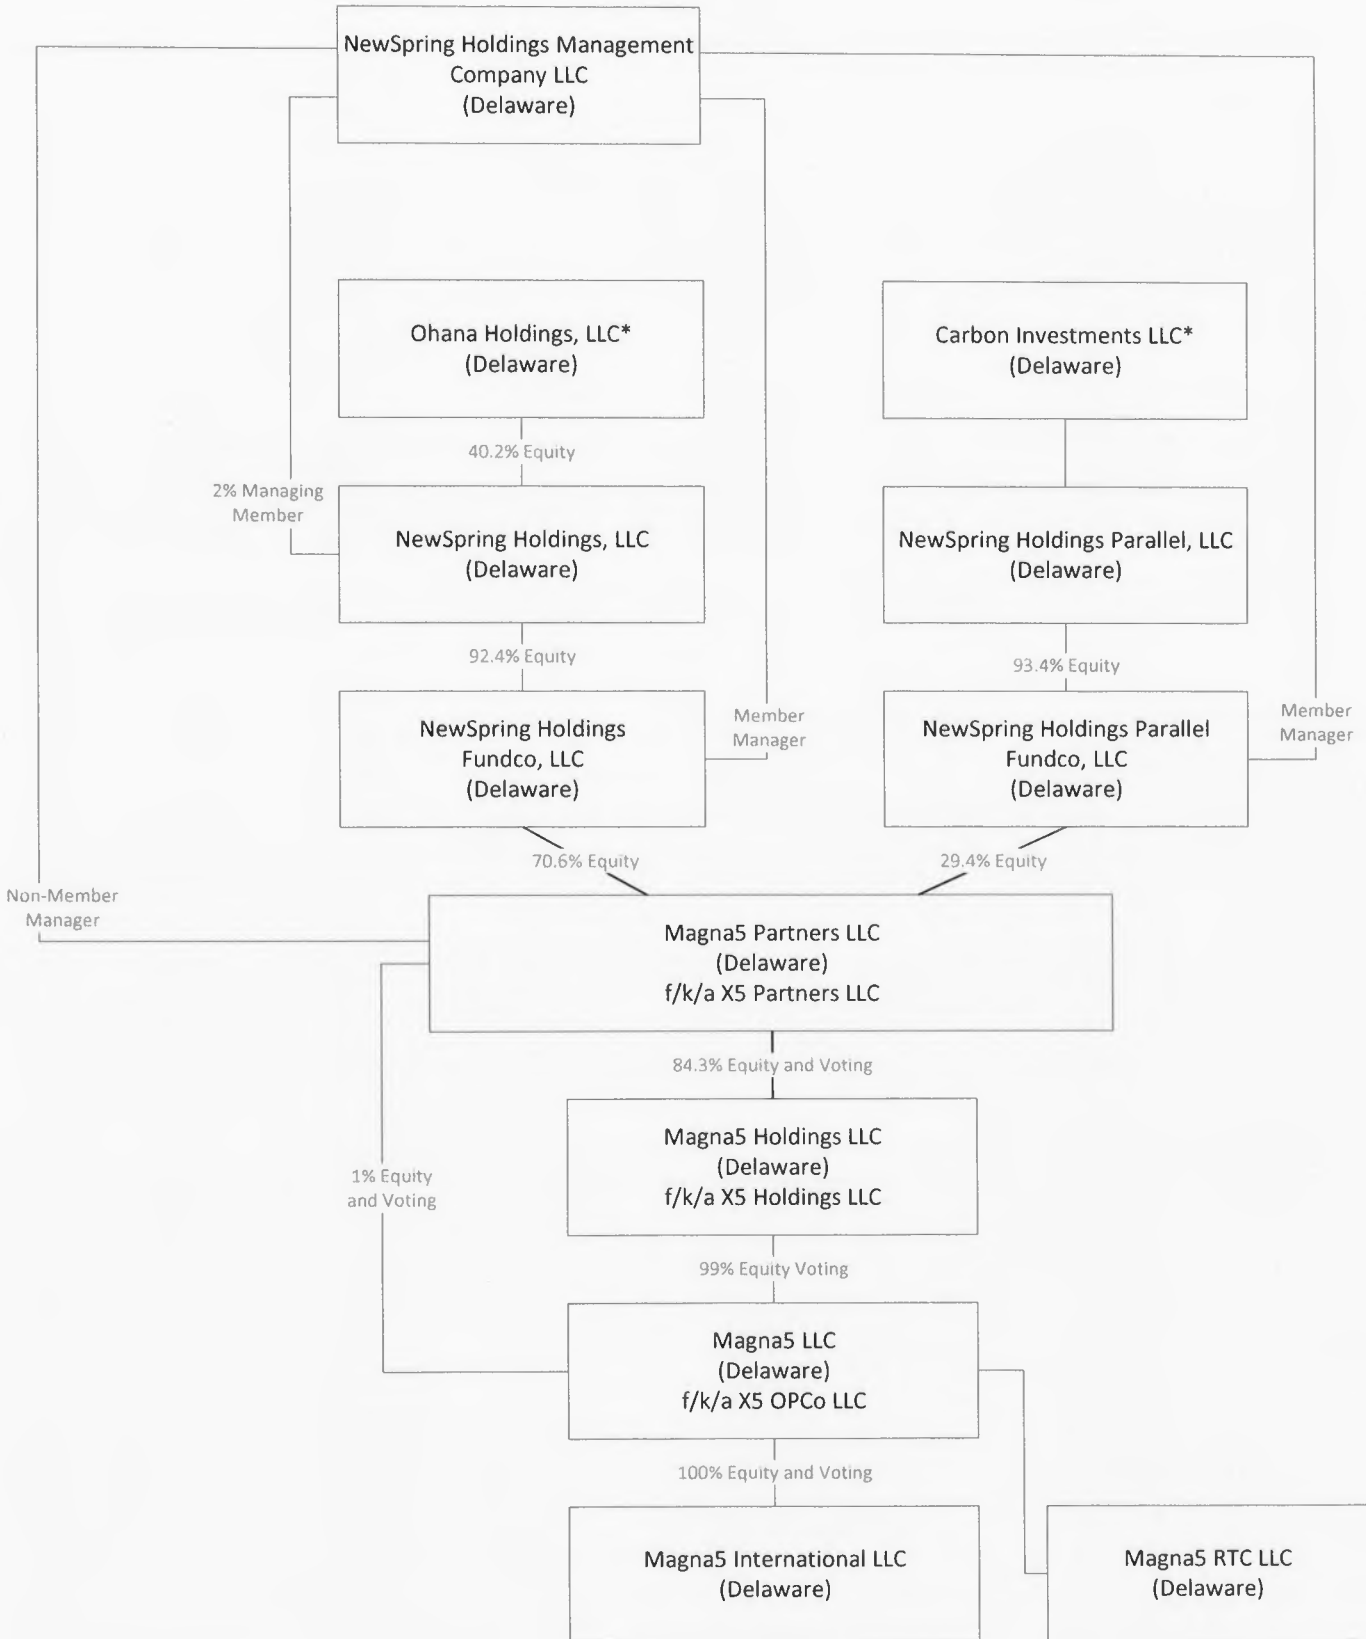 NewSpring Holdings Management
Company LLC
(Delaware)
Ohana Holdings, LLC*
(Delaware)
Carbon Investments LLC*
(Delaware)
40.2% Equity
2% Managing
Member
NewSpring Holdings, LLC
(Delaware)
NewSpring Holdings Parallel, LLC
(Delaware)
92.4% Equity
93.4% Equity
NewSpring Holdings
Fundco, LLC
(Delaware)
Member
Manager
NewSpring Holdings Parallel
Fundco, LLC
(Delaware)
Member
Manager
70.6% Equity
29.4% Equity
Non-Member
Manager
Magna5 Partners LLC
(Delaware)
f/k/a X5 Partners LLC
84.3% Equity and Voting
Magna5 Holdings LLC
(Delaware)
f/k/a X5 Holdings LLC
1% Equity
and Voting
99% Equity Voting
Magna5 LLC
(Delaware)
f/k/a X5 OPCo LLC
100% Equity and Voting
Magna5 International LLC
(Delaware)
Magna5 RTC LLC
(Delaware)